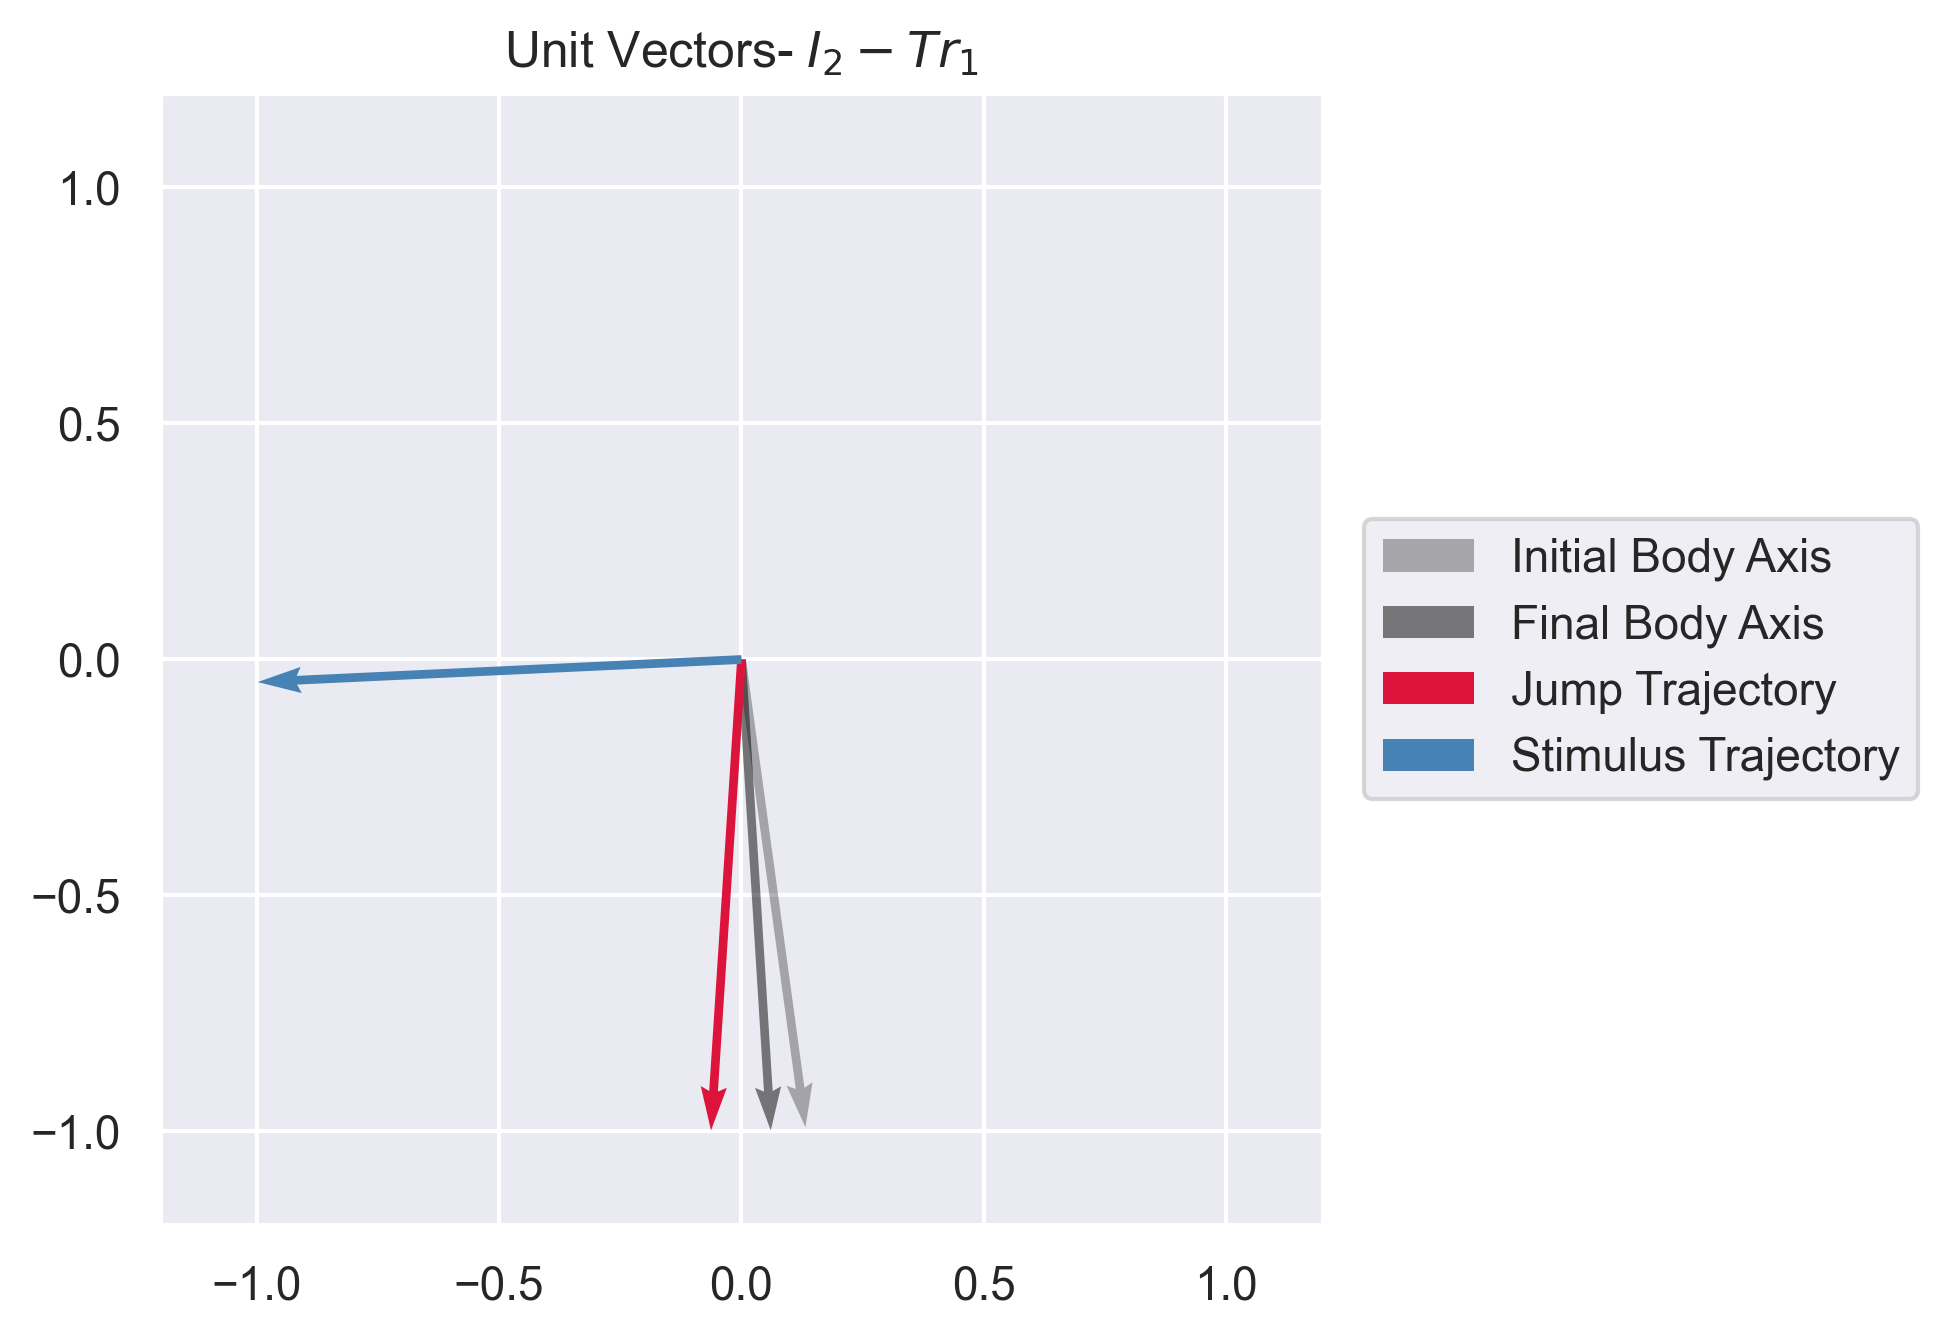 Unit Vectors- I₂ − Tr₁
1.0
0.5
0.0
−0.5
−1.0
−1.0 −0.5 0.0 0.5 1.0
Initial Body Axis
Final Body Axis
Jump Trajectory
Stimulus Trajectory